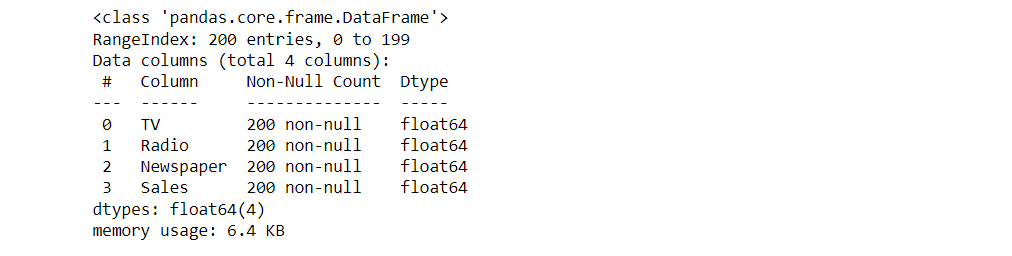 <class 'pandas.core.frame.DataFrame'>
RangeIndex: 200 entries, 0 to 199
Data columns (total 4 columns):
 #   Column     Non-Null Count  Dtype
---  ------     --------------  -----
 0   TV         200 non-null    float64
 1   Radio      200 non-null    float64
 2   Newspaper  200 non-null    float64
 3   Sales      200 non-null    float64
dtypes: float64(4)
memory usage: 6.4 KB